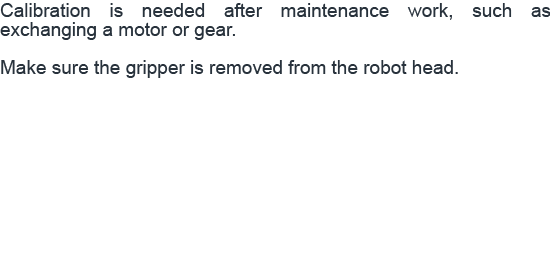 Calibration is needed after maintenance work, such as
exchanging a motor or gear.
Make sure the gripper is removed from the robot head.